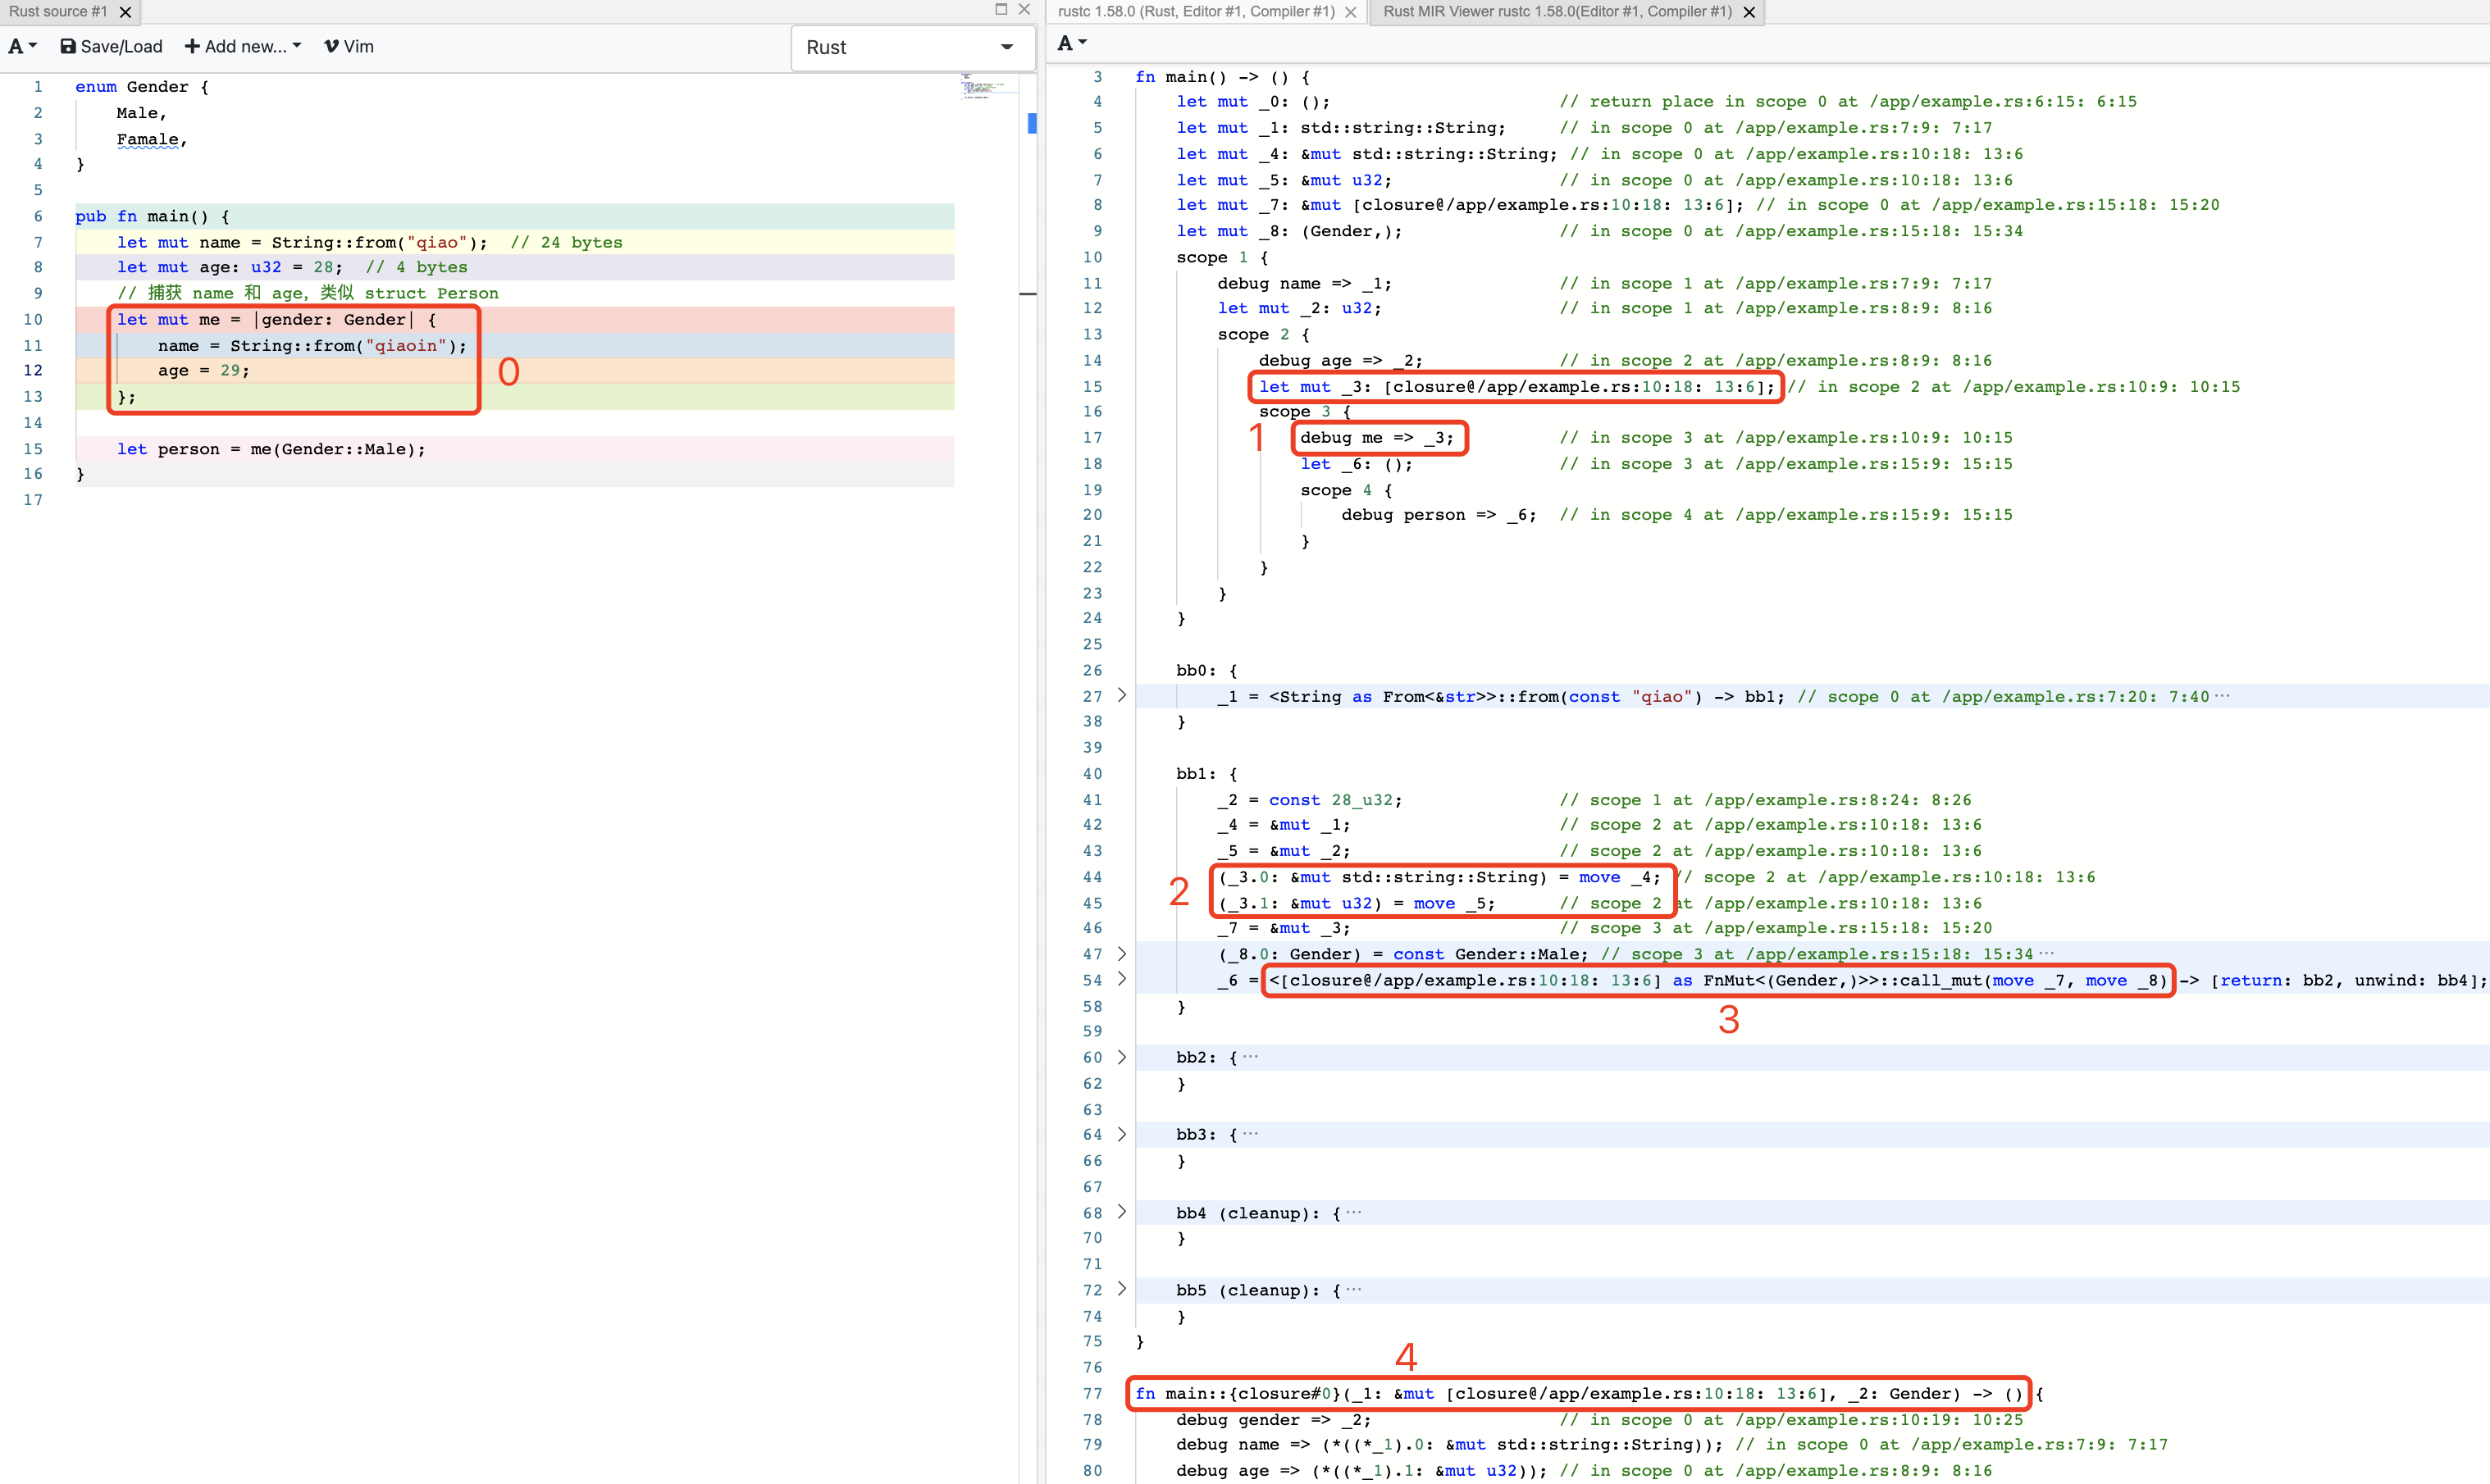 Rust source #1
A Save/Load Add new... Vim
Rust
1 enum Gender {
2 Male,
3 Famale,
4 }
5
6 pub fn main() {
7 let mut name = String::from("qiao"); // 24 bytes
8 let mut age: u32 = 28; // 4 bytes
9 // 捕获 name 和 age, 类似 struct Person
10 let mut me = |gender: Gender| {
11 name = String::from("qiaoin");
12 age = 29;
13 };
14
15 let person = me(Gender::Male);
16 }
17
0
rustc 1.58.0 (Rust, Editor #1, Compiler #1)
Rust MIR Viewer rustc 1.58.0(Editor #1, Compiler #1)
A
3 fn main() -> () {
4 let mut _0: (); // return place in scope 0 at /app/example.rs:6:15: 6:15
5 let mut _1: std::string::String; // in scope 0 at /app/example.rs:7:9: 7:17
6 let mut _4: &mut std::string::String; // in scope 0 at /app/example.rs:10:18: 13:6
7 let mut _5: &mut u32; // in scope 0 at /app/example.rs:10:18: 13:6
8 let mut _7: &mut [closure@/app/example.rs:10:18: 13:6]; // in scope 0 at /app/example.rs:15:18: 15:20
9 let mut _8: (Gender,); // in scope 0 at /app/example.rs:15:18: 15:34
10 scope 1 {
11 debug name => _1; // in scope 1 at /app/example.rs:7:9: 7:17
12 let mut _2: u32; // in scope 1 at /app/example.rs:8:9: 8:16
13 scope 2 {
14 debug age => _2; // in scope 2 at /app/example.rs:8:9: 8:16
15 let mut _3: [closure@/app/example.rs:10:18: 13:6]; // in scope 2 at /app/example.rs:10:9: 10:15
16 scope 3 {
1
17 debug me => _3; // in scope 3 at /app/example.rs:10:9: 10:15
18 let _6: (); // in scope 3 at /app/example.rs:15:9: 15:15
19 scope 4 {
20 debug person => _6; // in scope 4 at /app/example.rs:15:9: 15:15
21 }
22 }
23 }
24 }
25
26 bb0: {
27 _1 = <String as From<&str>>::from(const "qiao") -> bb1; // scope 0 at /app/example.rs:7:20: 7:40 ···
38 }
39
40 bb1: {
41 _2 = const 28_u32; // scope 1 at /app/example.rs:8:24: 8:26
42 _4 = &mut _1; // scope 2 at /app/example.rs:10:18: 13:6
43 _5 = &mut _2; // scope 2 at /app/example.rs:10:18: 13:6
2
44 (_3.0: &mut std::string::String) = move _4; // scope 2 at /app/example.rs:10:18: 13:6
45 (_3.1: &mut u32) = move _5; // scope 2 at /app/example.rs:10:18: 13:6
46 _7 = &mut _3; // scope 3 at /app/example.rs:15:18: 15:20
47 (_8.0: Gender) = const Gender::Male; // scope 3 at /app/example.rs:15:18: 15:34 ···
54 _6 = <[closure@/app/example.rs:10:18: 13:6] as FnMut<(Gender,)>>::call_mut(move _7, move _8) -> [return: bb2, unwind: bb4];
58 }
3
59
60 bb2: { ···
62 }
63
64 bb3: { ···
66 }
67
68 bb4 (cleanup): { ···
70 }
71
72 bb5 (cleanup): { ···
74 }
75 }
76
4
77 fn main::{closure#0}(_1: &mut [closure@/app/example.rs:10:18: 13:6], _2: Gender) -> () {
78 debug gender => _2; // in scope 0 at /app/example.rs:10:19: 10:25
79 debug name => (*((*_1).0: &mut std::string::String)); // in scope 0 at /app/example.rs:7:9: 7:17
80 debug age => (*((*_1).1: &mut u32)); // in scope 0 at /app/example.rs:8:9: 8:16